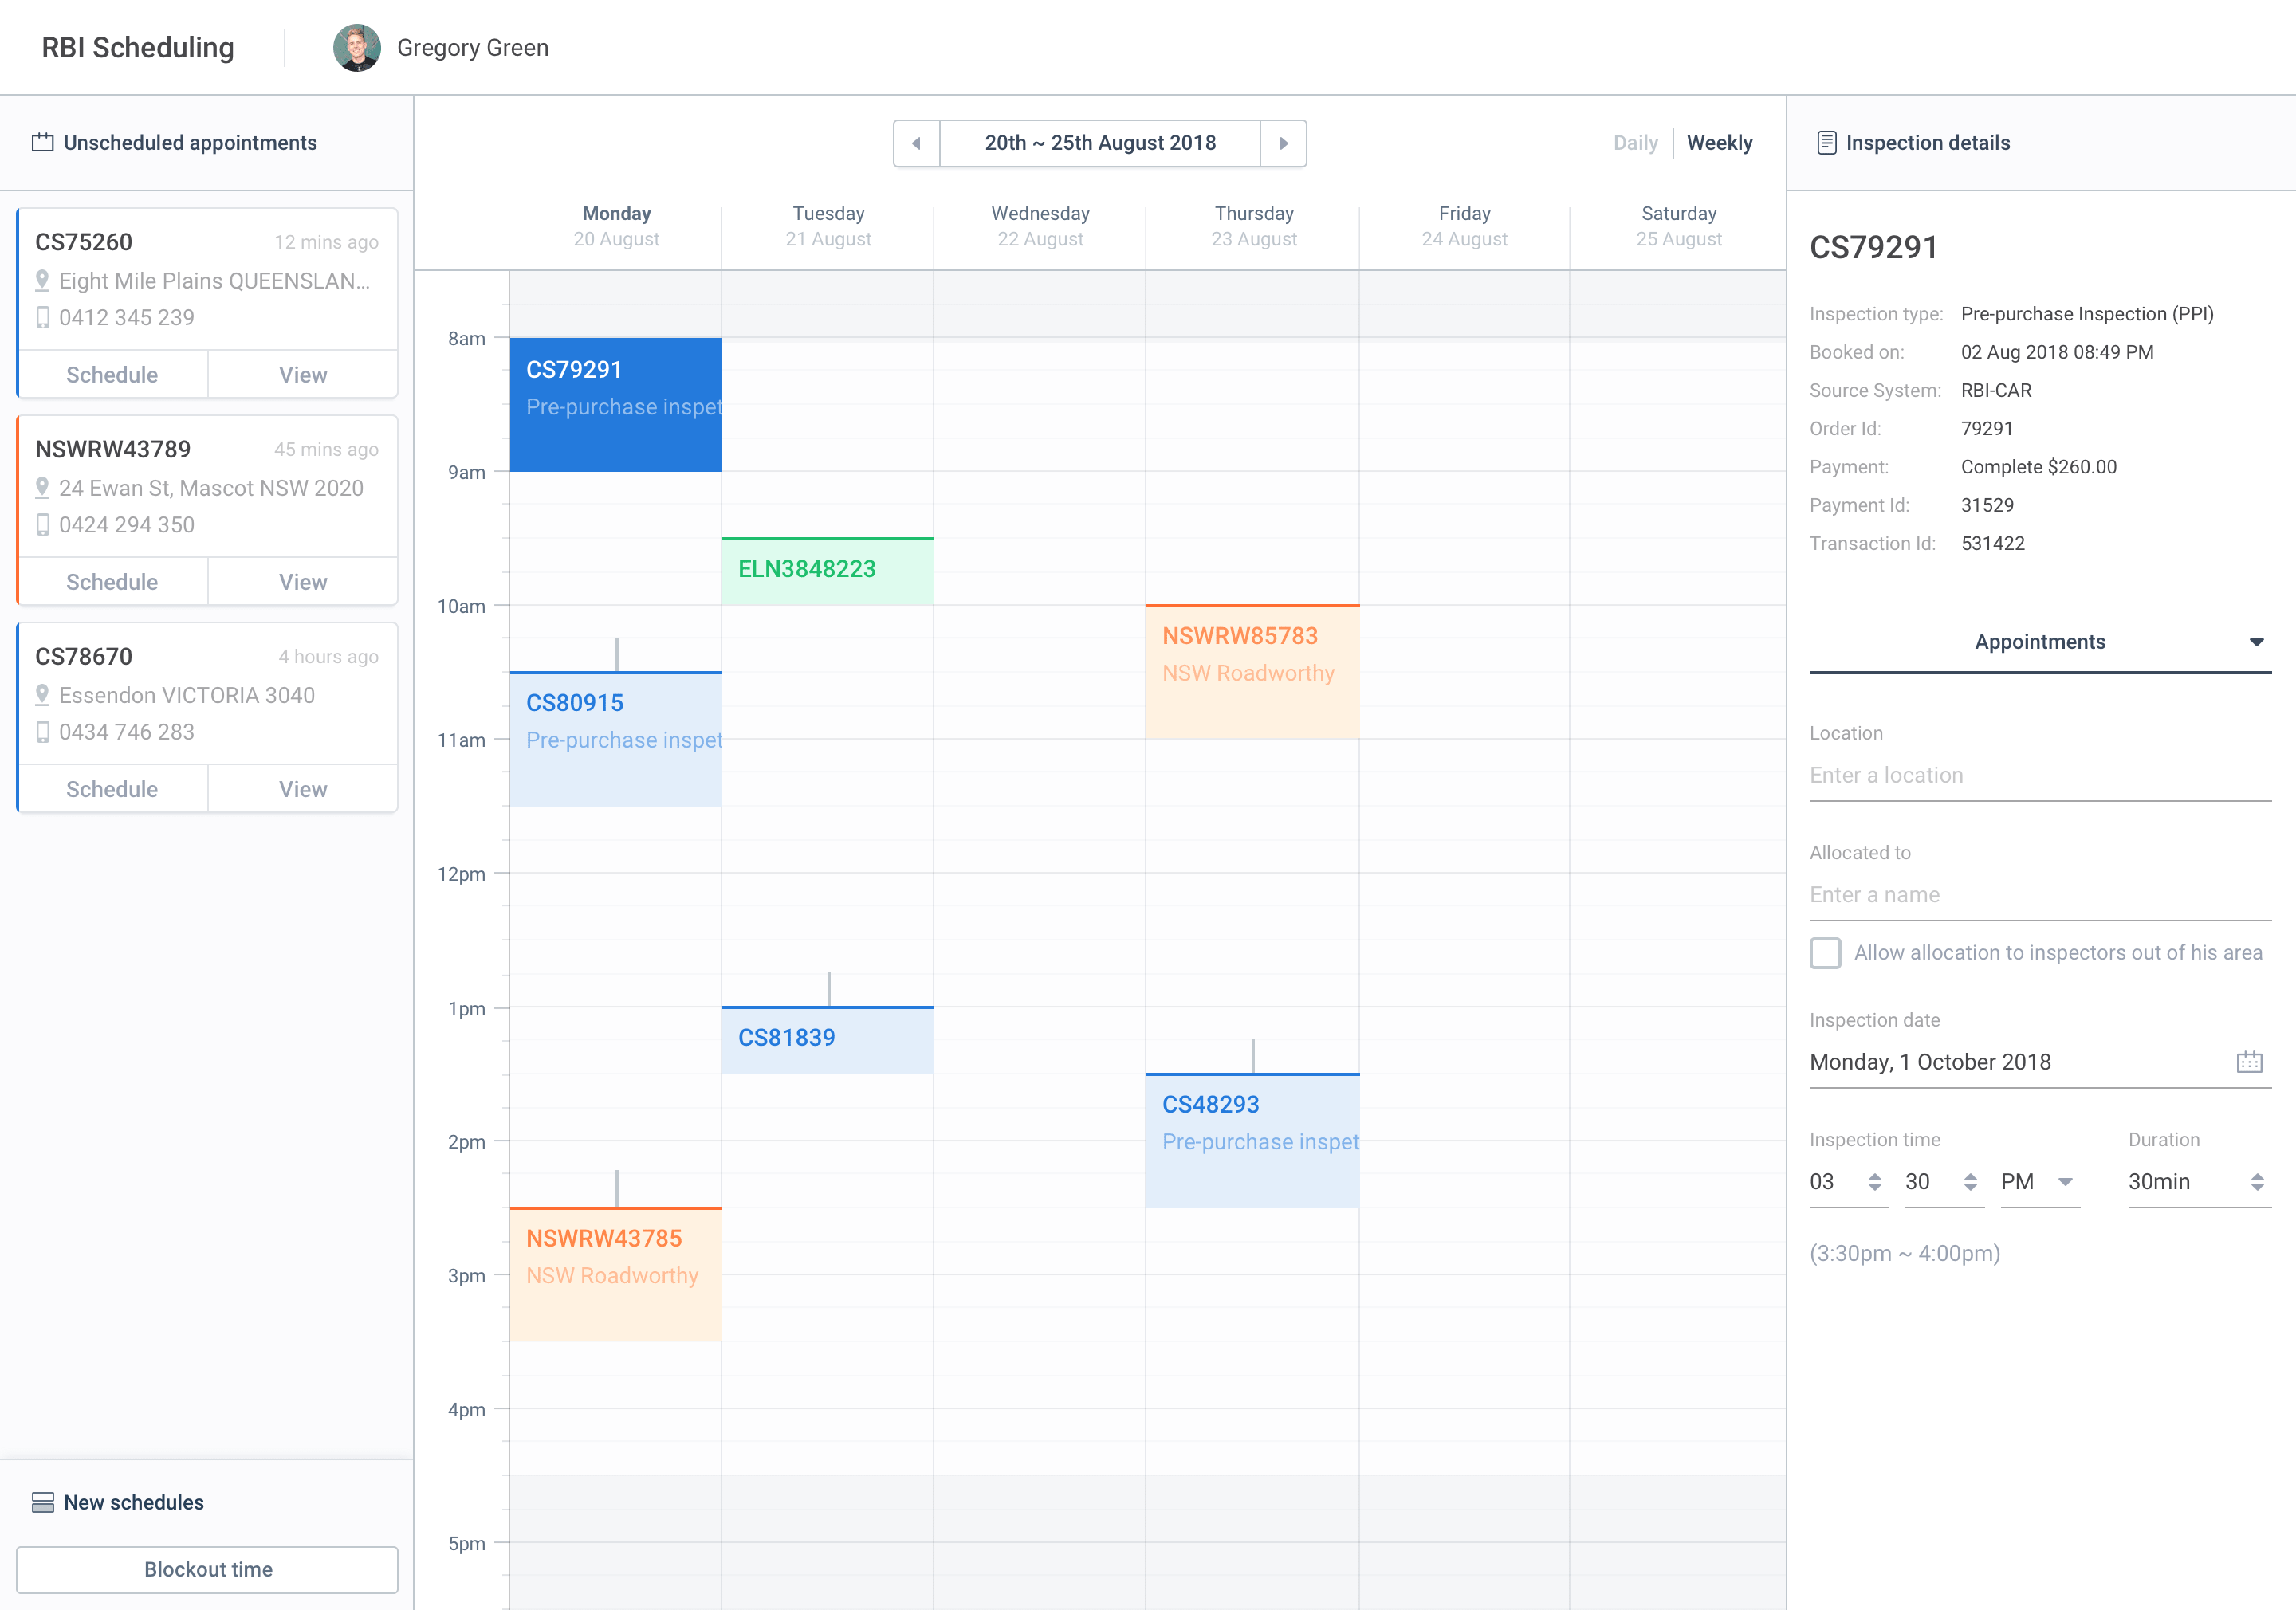 RBI Scheduling
Gregory Green
Unscheduled appointments
CS75260 12 mins ago
Eight Mile Plains QUEENSLAN...
0412 345 239
Schedule View
NSWRW43789 45 mins ago
24 Ewan St, Mascot NSW 2020
0424 294 350
Schedule View
CS78670 4 hours ago
Essendon VICTORIA 3040
0434 746 283
Schedule View
New schedules
Blockout time
20th ~ 25th August 2018
Daily Weekly
Monday Tuesday Wednesday Thursday Friday Saturday
20 August 21 August 22 August 23 August 24 August 25 August
8am
CS79291
Pre-purchase inspet
9am
ELN3848223
10am
NSWRW85783
NSW Roadworthy
CS80915
Pre-purchase inspet
11am
12pm
1pm
CS81839
CS48293
Pre-purchase inspet
2pm
NSWRW43785
NSW Roadworthy
3pm
4pm
5pm
Inspection details
CS79291
Inspection type: Pre-purchase Inspection (PPI)
Booked on: 02 Aug 2018 08:49 PM
Source System: RBI-CAR
Order Id: 79291
Payment: Complete $260.00
Payment Id: 31529
Transaction Id: 531422
Appointments
Location
Enter a location
Allocated to
Enter a name
Allow allocation to inspectors out of his area
Inspection date
Monday, 1 October 2018
Inspection time Duration
03 30 PM 30min
(3:30pm ~ 4:00pm)